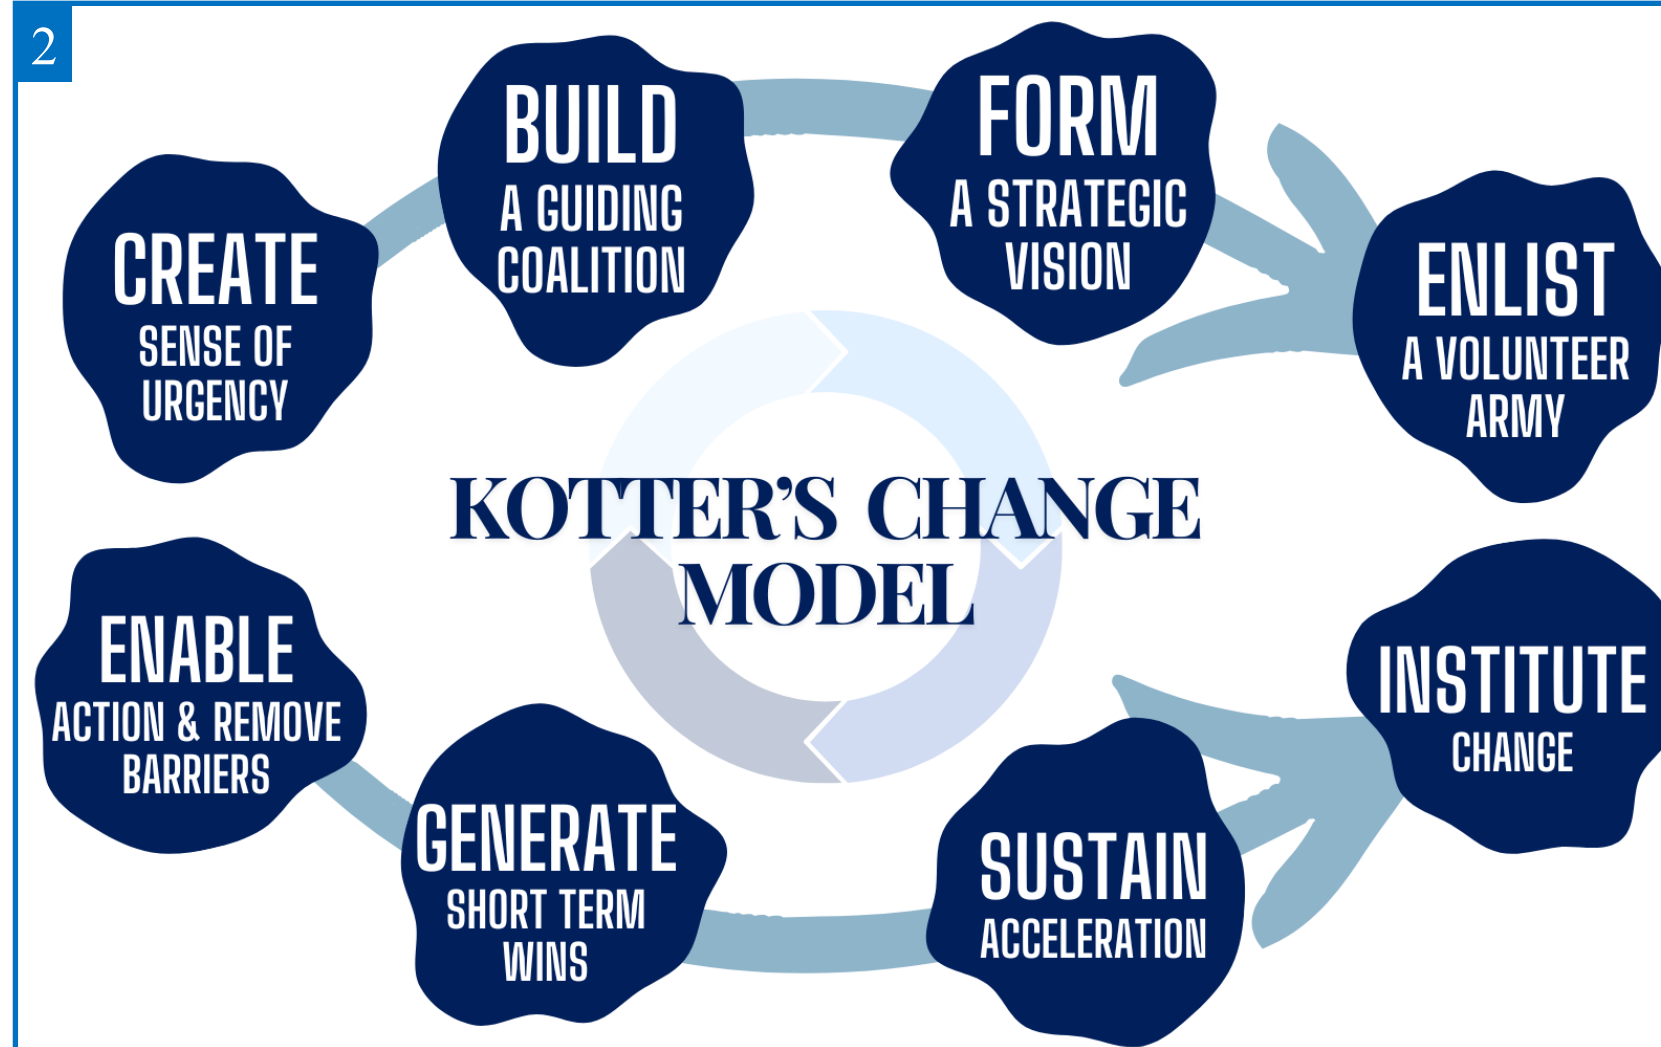 2
CREATE
SENSE OF
URGENCY
BUILD
A GUIDING
COALITION
FORM
A STRATEGIC
VISION
ENLIST
A VOLUNTEER
ARMY
KOTTER'S CHANGE
MODEL
ENABLE
ACTION & REMOVE
BARRIERS
GENERATE
SHORT TERM
WINS
SUSTAIN
ACCELERATION
INSTITUTE
CHANGE